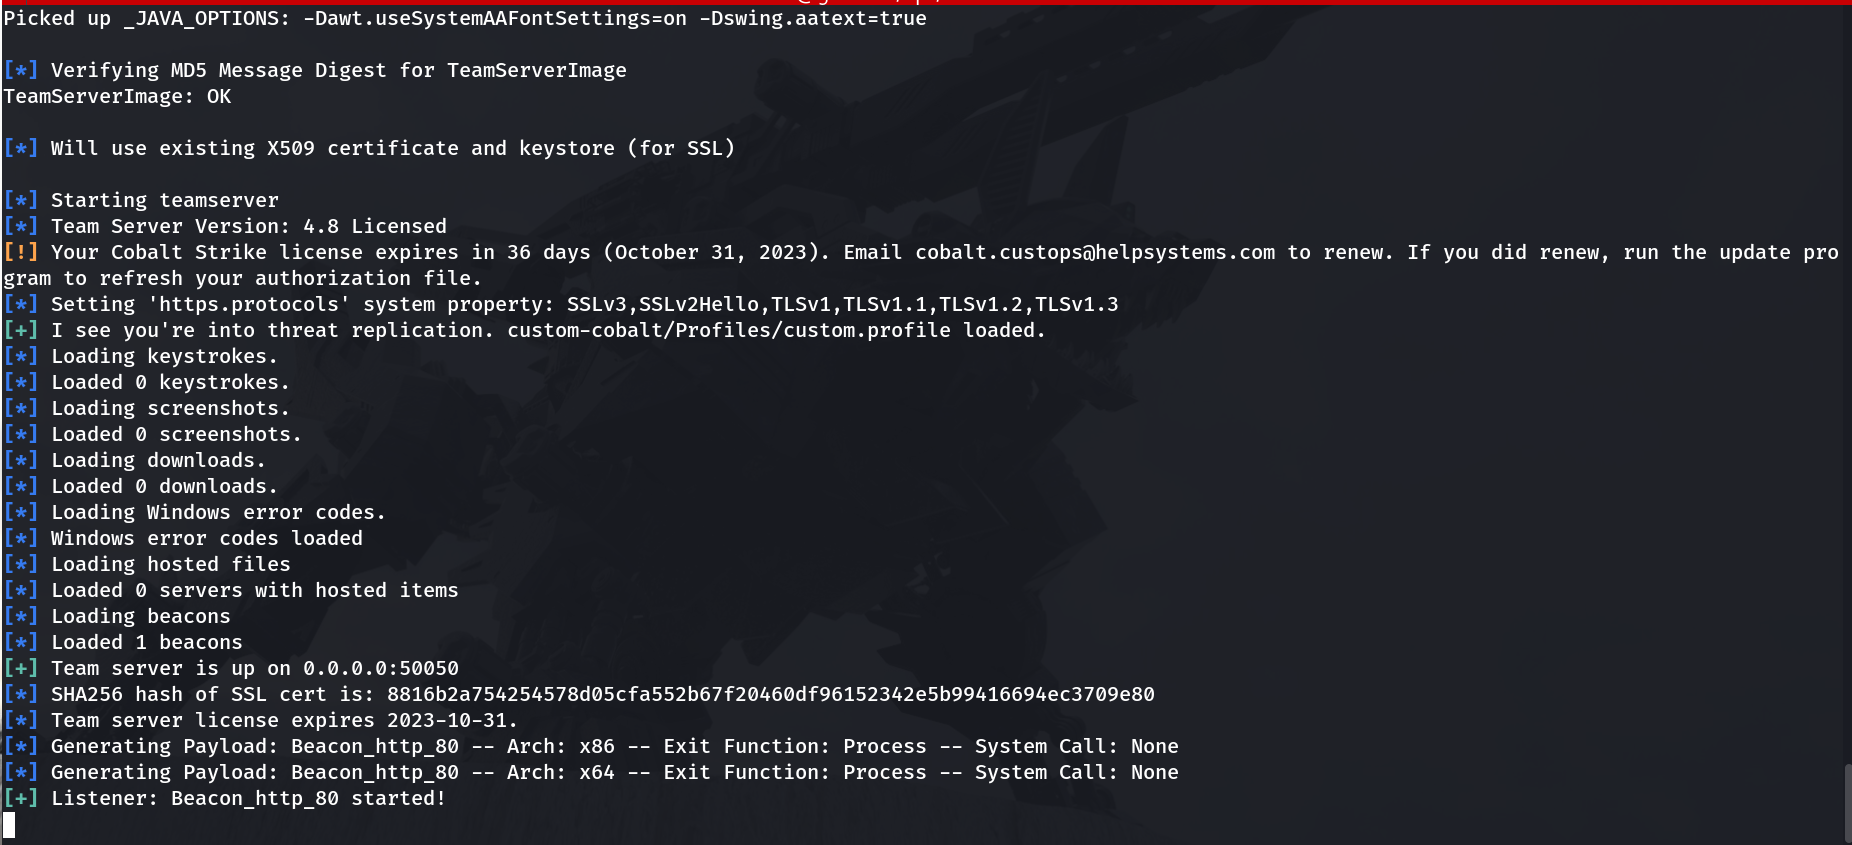 Picked up _JAVA_OPTIONS: -Dawt.useSystemAAFontSettings=on -Dswing.aatext=true
[*] Verifying MD5 Message Digest for TeamServerImage
TeamServerImage: OK
[*] Will use existing X509 certificate and keystore (for SSL)
[*] Starting teamserver
[*] Team Server Version: 4.8 Licensed
[!] Your Cobalt Strike license expires in 36 days (October 31, 2023). Email cobalt.custops@helpsystems.com to renew. If you did renew, run the update pro
gram to refresh your authorization file.
[*] Setting 'https.protocols' system property: SSLv3,SSLv2Hello,TLSv1,TLSv1.1,TLSv1.2,TLSv1.3
[+] I see you're into threat replication. custom-cobalt/Profiles/custom.profile loaded.
[*] Loading keystrokes.
[*] Loaded 0 keystrokes.
[*] Loading screenshots.
[*] Loaded 0 screenshots.
[*] Loading downloads.
[*] Loaded 0 downloads.
[*] Loading Windows error codes.
[*] Windows error codes loaded
[*] Loading hosted files
[*] Loaded 0 servers with hosted items
[*] Loading beacons
[*] Loaded 1 beacons
[+] Team server is up on 0.0.0.0:50050
[*] SHA256 hash of SSL cert is: 8816b2a754254578d05cfa552b67f20460df96152342e5b99416694ec3709e80
[*] Team server license expires 2023-10-31.
[*] Generating Payload: Beacon_http_80 -- Arch: x86 -- Exit Function: Process -- System Call: None
[*] Generating Payload: Beacon_http_80 -- Arch: x64 -- Exit Function: Process -- System Call: None
[+] Listener: Beacon_http_80 started!